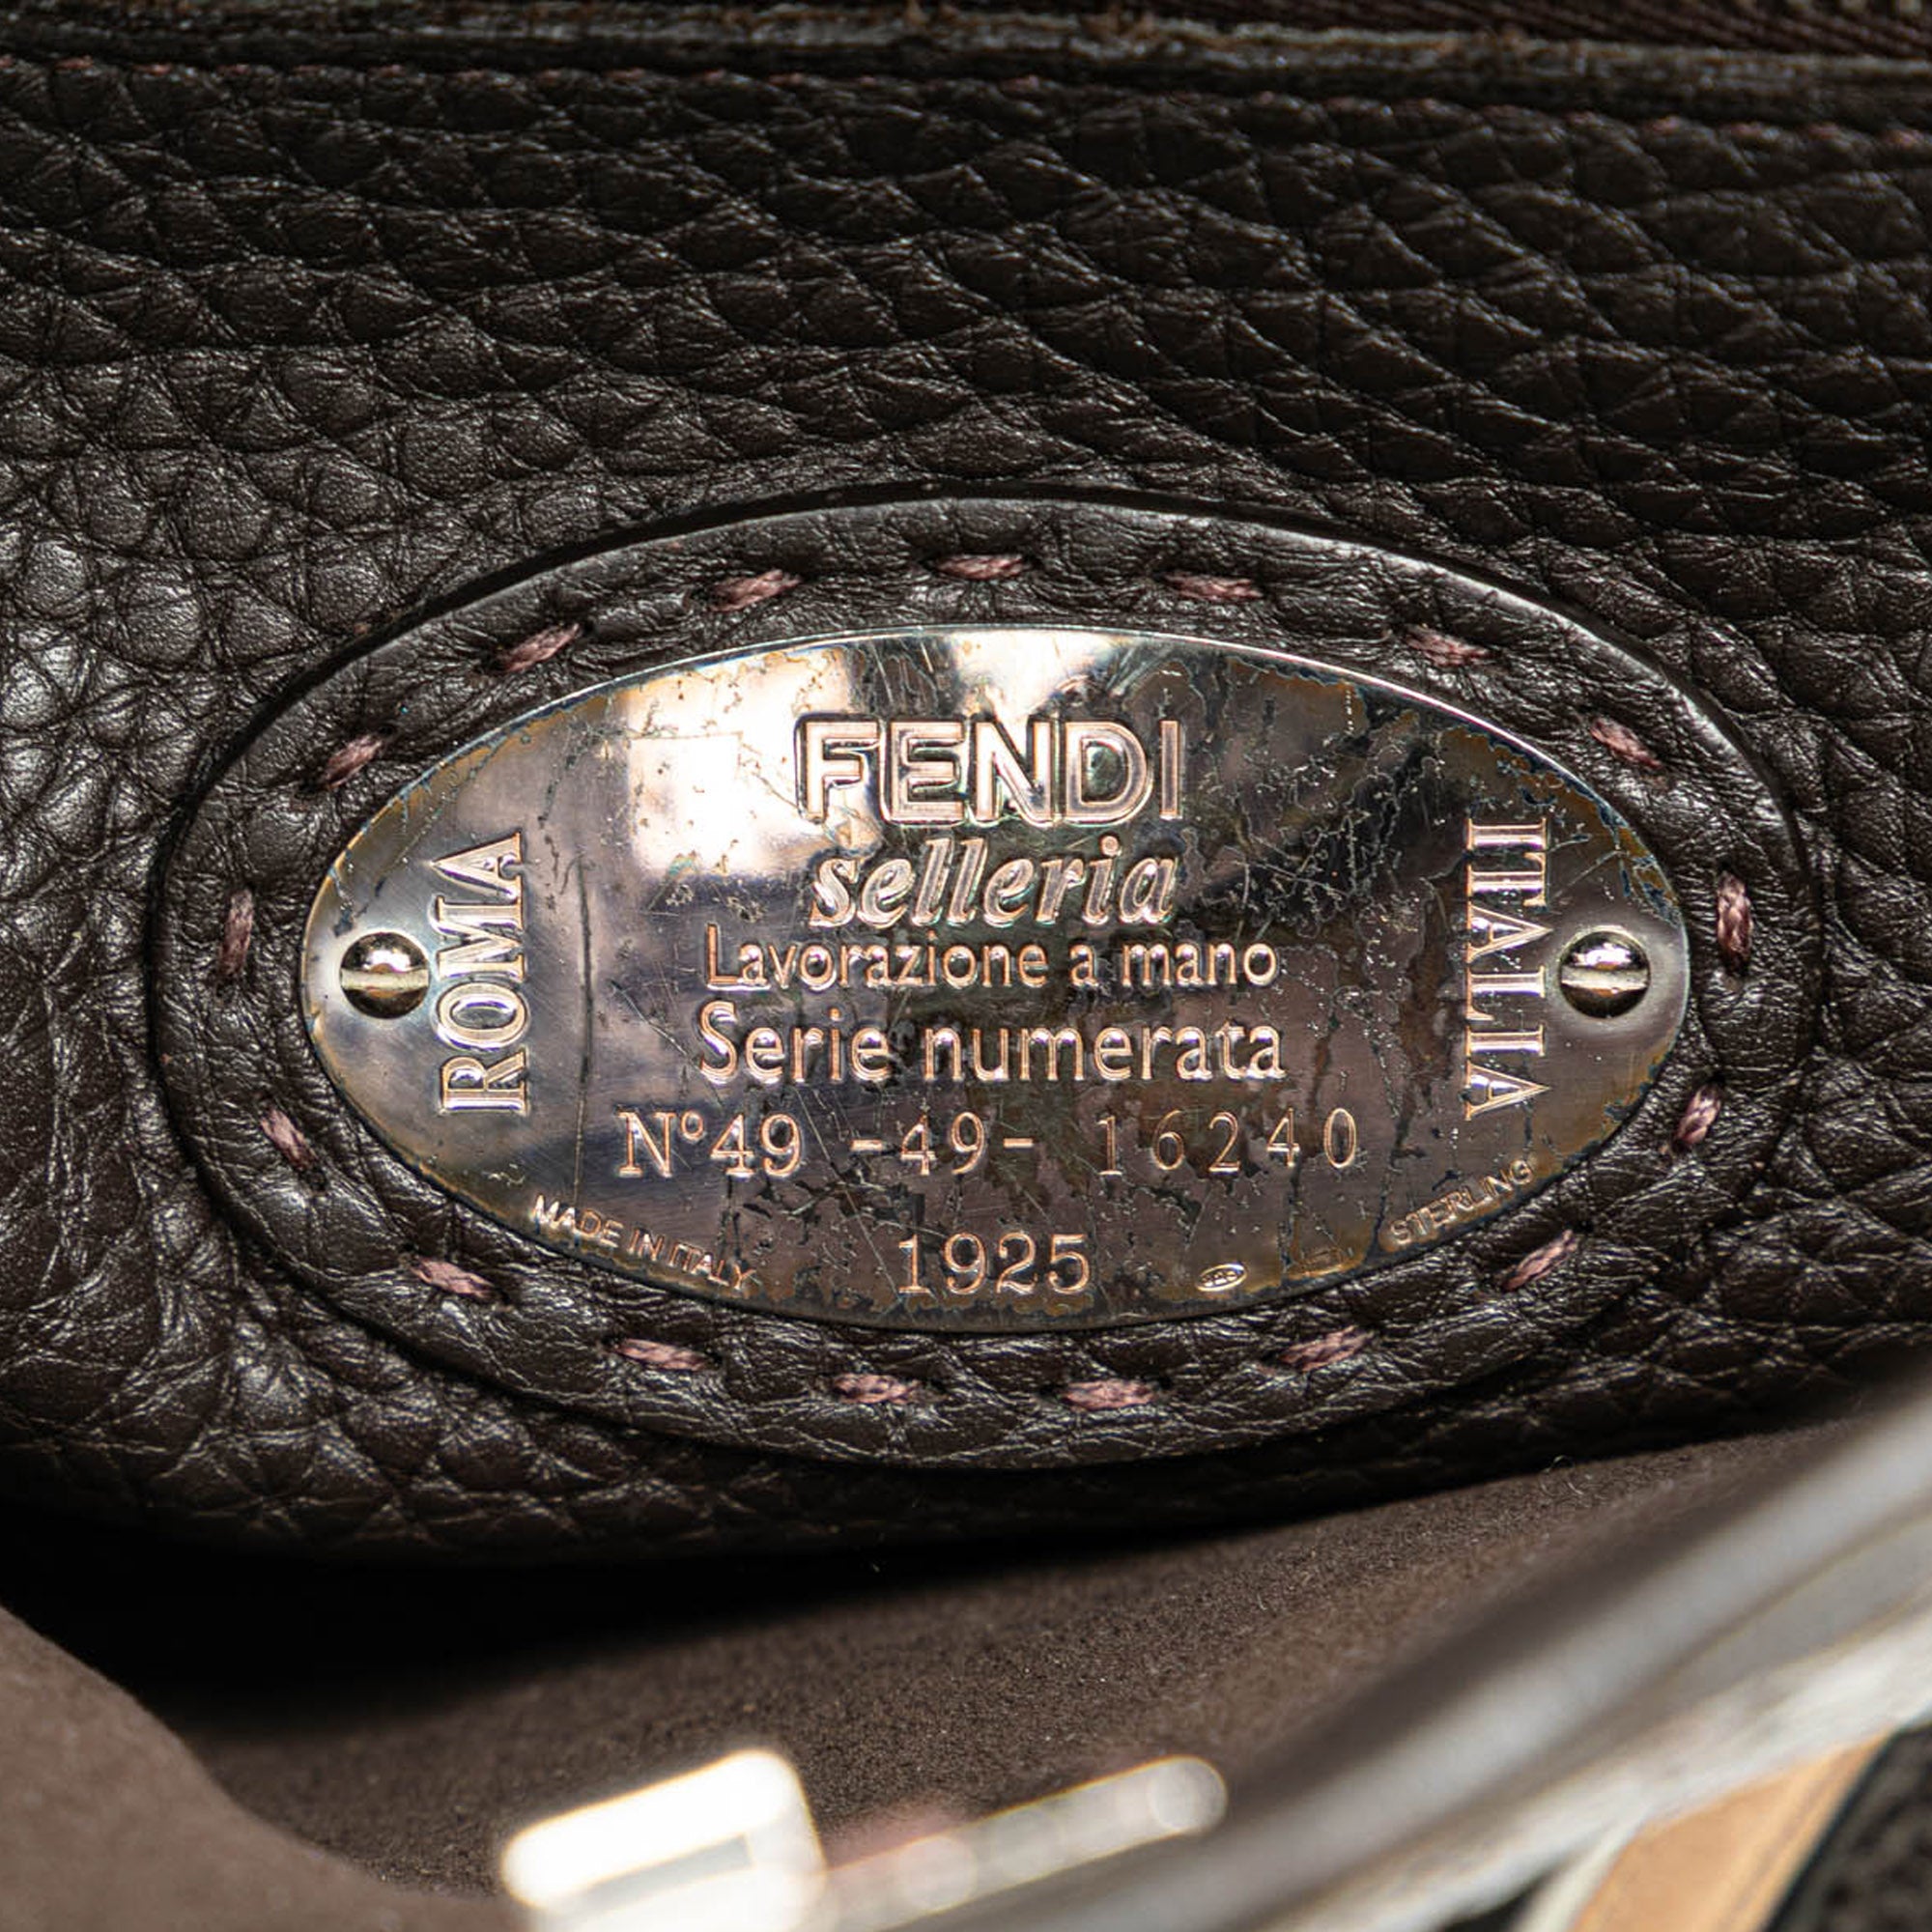 FENDI
selleria
Lavorazione a mano
Serie numerata
N°49 -49- 16240
1925
ROMA
ITALIA
MADE IN ITALY
STERLING